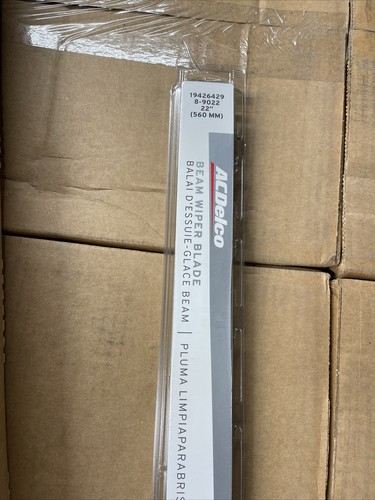 19426429
8-9022
22"
(560 MM)
ACDelco
BEAM WIPER BLADE
BALAI D'ESSUIE-GLACE BEAM | PLUMA LIMPIAPARABRIS